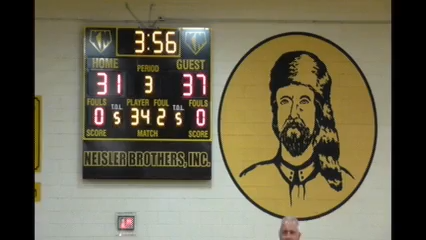 3:56
HOME PERIOD GUEST
31 3 37
FOULS T.O.L. PLAYER FOUL T.O.L. FOULS
0 5 34 2 5 0
SCORE MATCH SCORE
NEISLER BROTHERS, INC.